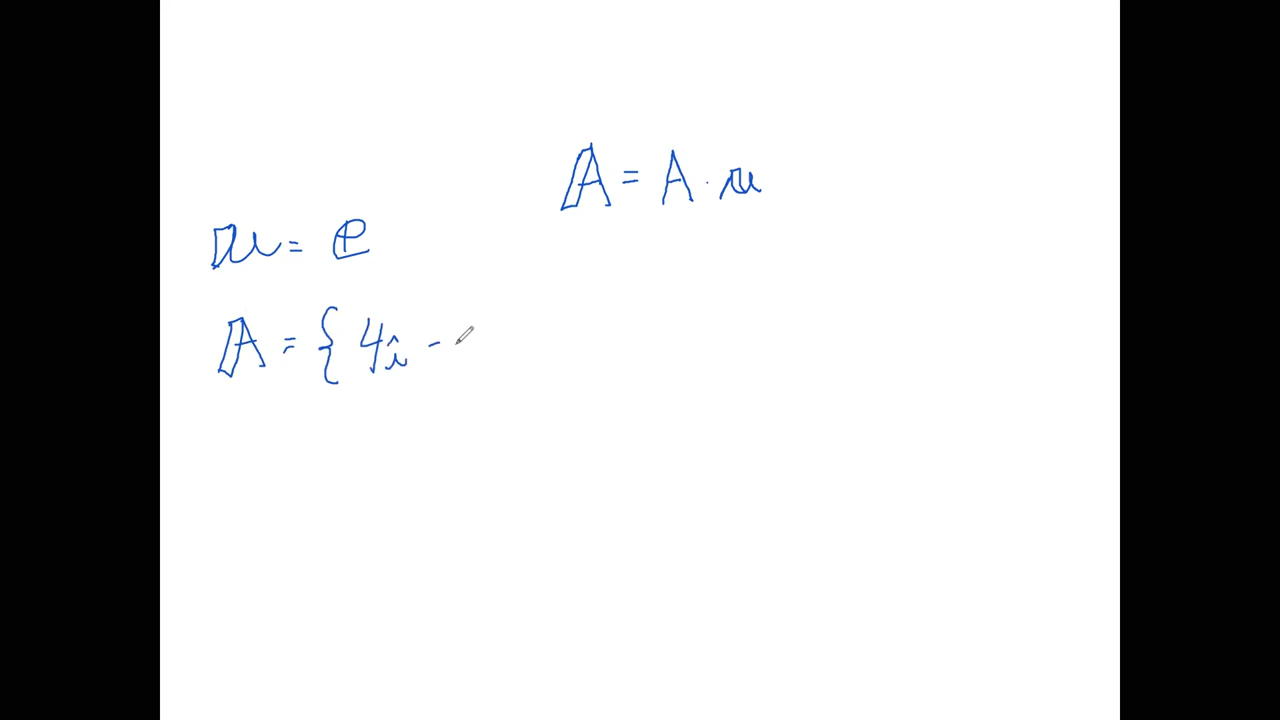 𝔸 = A · 𝕦
𝕦 = ⅇ
𝔸 = { 4î -